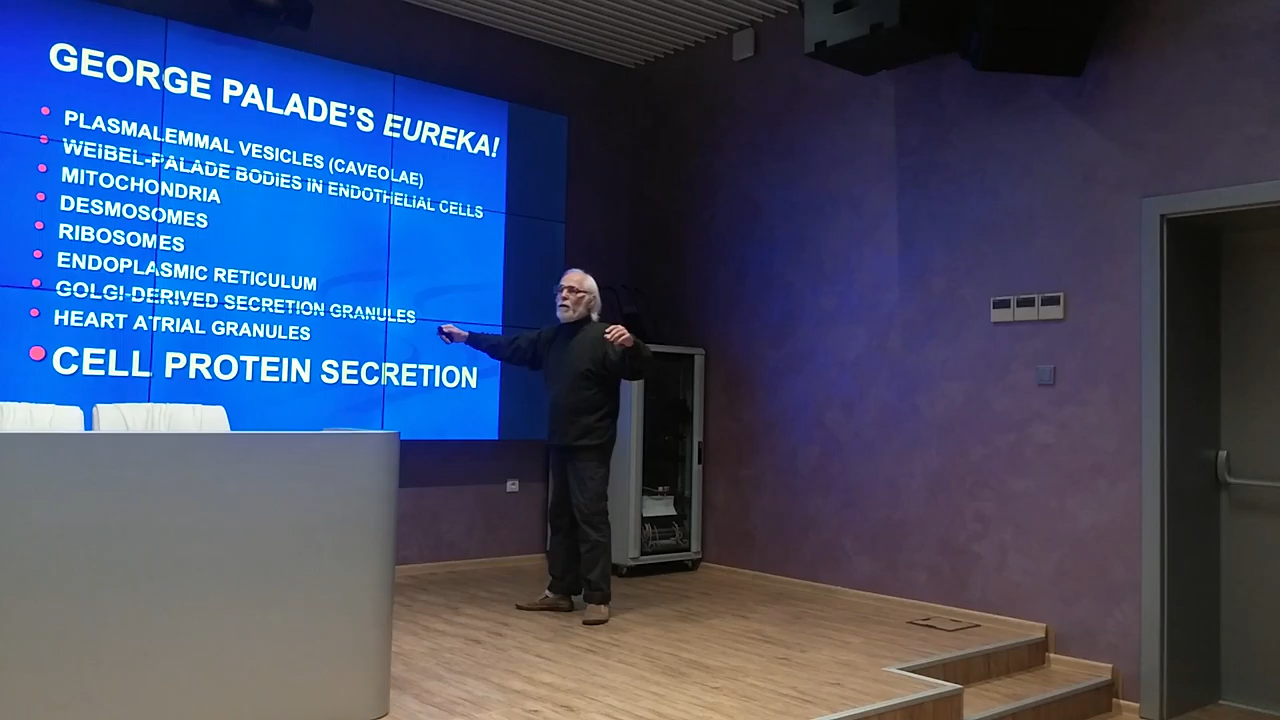 GEORGE PALADE'S EUREKA!
PLASMALEMMAL VESICLES (CAVEOLAE)
WEIBEL-PALADE BODIES IN ENDOTHELIAL CELLS
MITOCHONDRIA
DESMOSOMES
RIBOSOMES
ENDOPLASMIC RETICULUM
GOLGI-DERIVED SECRETION GRANULES
HEART ATRIAL GRANULES
CELL PROTEIN SECRETION